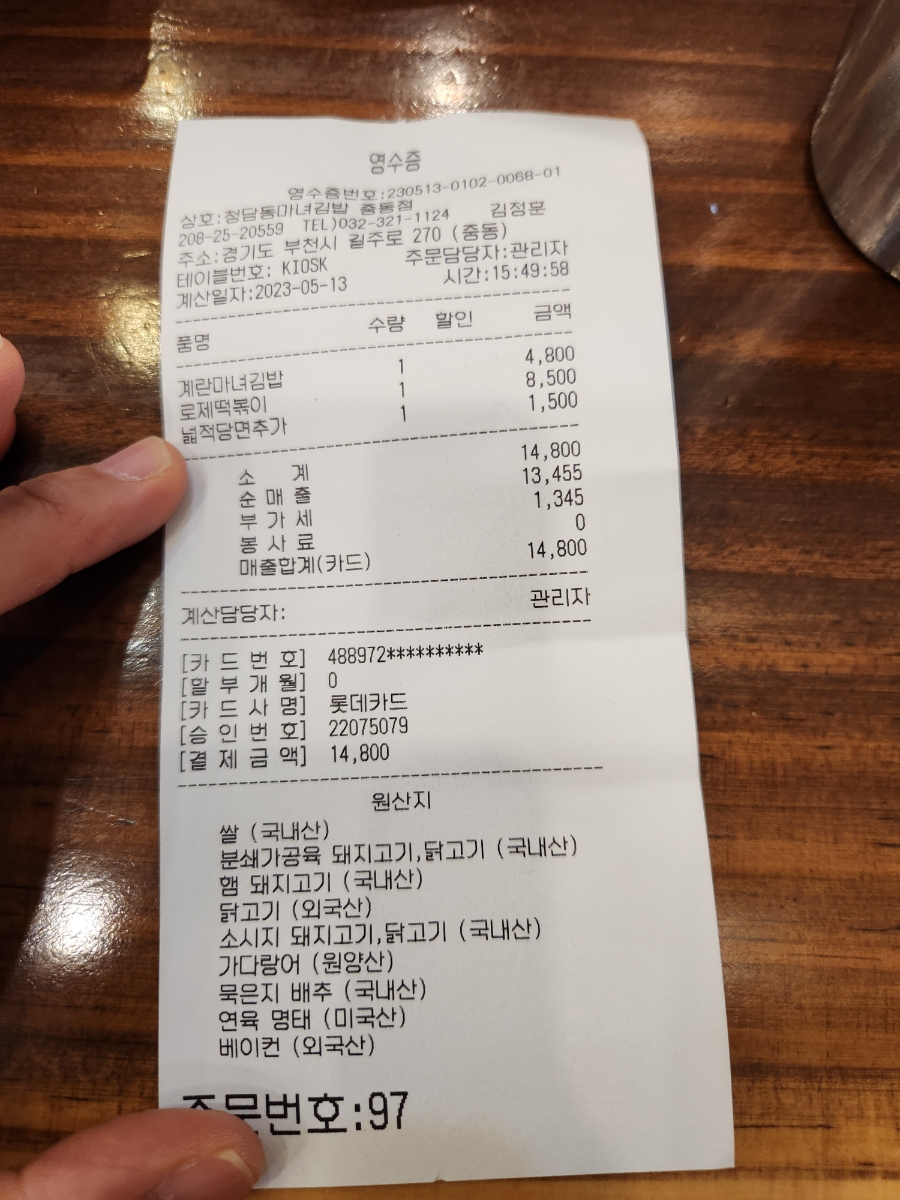 영수증
영수증번호:230513-0102-0068-01
상호:청담동마녀김밥 중동점
208-25-20559 TEL)032-321-1124 김정훈
주소:경기도 부천시 길주로 270 (중동)
테이블번호: KIOSK 주문담당자:관리자
계산일자:2023-05-13 시간:15:49:58
품명 수량 할인 금액
계란마녀김밥 1 4,800
로제떡볶이 1 8,500
넓적당면추가 1 1,500
소 계 14,800
순 매 출 13,455
부 가 세 1,345
봉 사 료 0
매출합계(카드) 14,800
계산담당자: 관리자
[카 드 번 호] 488972**********
[할 부 개 월] 0
[카 드 사 명] 롯데카드
[승 인 번 호] 22075079
[결 제 금 액] 14,800
원산지
쌀 (국내산)
분쇄가공육 돼지고기,닭고기 (국내산)
햄 돼지고기 (국내산)
닭고기 (외국산)
소시지 돼지고기,닭고기 (국내산)
가다랑어 (원양산)
묵은지 배추 (국내산)
연육 명태 (미국산)
베이컨 (외국산)
주문번호:97